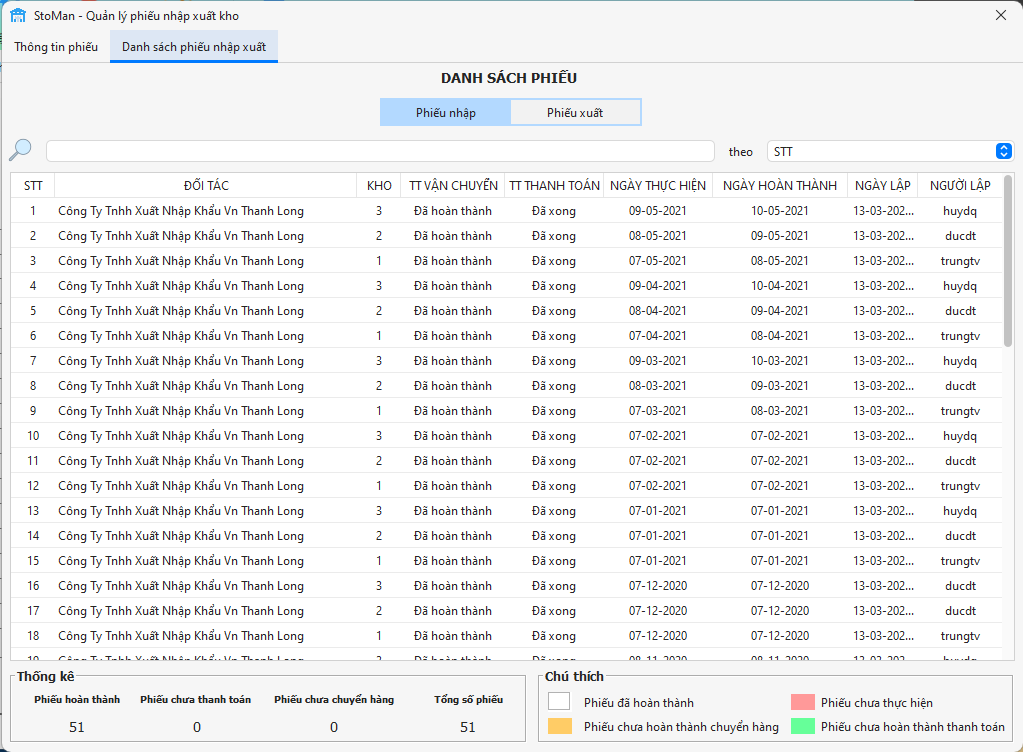 StoMan - Quản lý phiếu nhập xuất kho
Thông tin phiếu Danh sách phiếu nhập xuất
DANH SÁCH PHIẾU
Phiếu nhập Phiếu xuất
theo STT
STT ĐỐI TÁC KHO TT VẬN CHUYỂN TT THANH TOÁN NGÀY THỰC HIỆN NGÀY HOÀN THÀNH NGÀY LẬP NGƯỜI LẬP
1 Công Ty Tnhh Xuất Nhập Khẩu Vn Thanh Long 3 Đã hoàn thành Đã xong 09-05-2021 10-05-2021 13-03-202... huydq
2 Công Ty Tnhh Xuất Nhập Khẩu Vn Thanh Long 2 Đã hoàn thành Đã xong 08-05-2021 09-05-2021 13-03-202... ducdt
3 Công Ty Tnhh Xuất Nhập Khẩu Vn Thanh Long 1 Đã hoàn thành Đã xong 07-05-2021 08-05-2021 13-03-202... trungtv
4 Công Ty Tnhh Xuất Nhập Khẩu Vn Thanh Long 3 Đã hoàn thành Đã xong 09-04-2021 10-04-2021 13-03-202... huydq
5 Công Ty Tnhh Xuất Nhập Khẩu Vn Thanh Long 2 Đã hoàn thành Đã xong 08-04-2021 09-04-2021 13-03-202... ducdt
6 Công Ty Tnhh Xuất Nhập Khẩu Vn Thanh Long 1 Đã hoàn thành Đã xong 07-04-2021 08-04-2021 13-03-202... trungtv
7 Công Ty Tnhh Xuất Nhập Khẩu Vn Thanh Long 3 Đã hoàn thành Đã xong 09-03-2021 10-03-2021 13-03-202... huydq
8 Công Ty Tnhh Xuất Nhập Khẩu Vn Thanh Long 2 Đã hoàn thành Đã xong 08-03-2021 09-03-2021 13-03-202... ducdt
9 Công Ty Tnhh Xuất Nhập Khẩu Vn Thanh Long 1 Đã hoàn thành Đã xong 07-03-2021 08-03-2021 13-03-202... trungtv
10 Công Ty Tnhh Xuất Nhập Khẩu Vn Thanh Long 3 Đã hoàn thành Đã xong 07-02-2021 07-02-2021 13-03-202... huydq
11 Công Ty Tnhh Xuất Nhập Khẩu Vn Thanh Long 2 Đã hoàn thành Đã xong 07-02-2021 07-02-2021 13-03-202... ducdt
12 Công Ty Tnhh Xuất Nhập Khẩu Vn Thanh Long 1 Đã hoàn thành Đã xong 07-02-2021 07-02-2021 13-03-202... trungtv
13 Công Ty Tnhh Xuất Nhập Khẩu Vn Thanh Long 3 Đã hoàn thành Đã xong 07-01-2021 07-01-2021 13-03-202... huydq
14 Công Ty Tnhh Xuất Nhập Khẩu Vn Thanh Long 2 Đã hoàn thành Đã xong 07-01-2021 07-01-2021 13-03-202... ducdt
15 Công Ty Tnhh Xuất Nhập Khẩu Vn Thanh Long 1 Đã hoàn thành Đã xong 07-01-2021 07-01-2021 13-03-202... trungtv
16 Công Ty Tnhh Xuất Nhập Khẩu Vn Thanh Long 3 Đã hoàn thành Đã xong 07-12-2020 07-12-2020 13-03-202... ducdt
17 Công Ty Tnhh Xuất Nhập Khẩu Vn Thanh Long 2 Đã hoàn thành Đã xong 07-12-2020 07-12-2020 13-03-202... ducdt
18 Công Ty Tnhh Xuất Nhập Khẩu Vn Thanh Long 1 Đã hoàn thành Đã xong 07-12-2020 07-12-2020 13-03-202... trungtv
Thống kê
Phiếu hoàn thành Phiếu chưa thanh toán Phiếu chưa chuyển hàng Tổng số phiếu
51 0 0 51
Chú thích
Phiếu đã hoàn thành Phiếu chưa thực hiện
Phiếu chưa hoàn thành chuyển hàng Phiếu chưa hoàn thành thanh toán